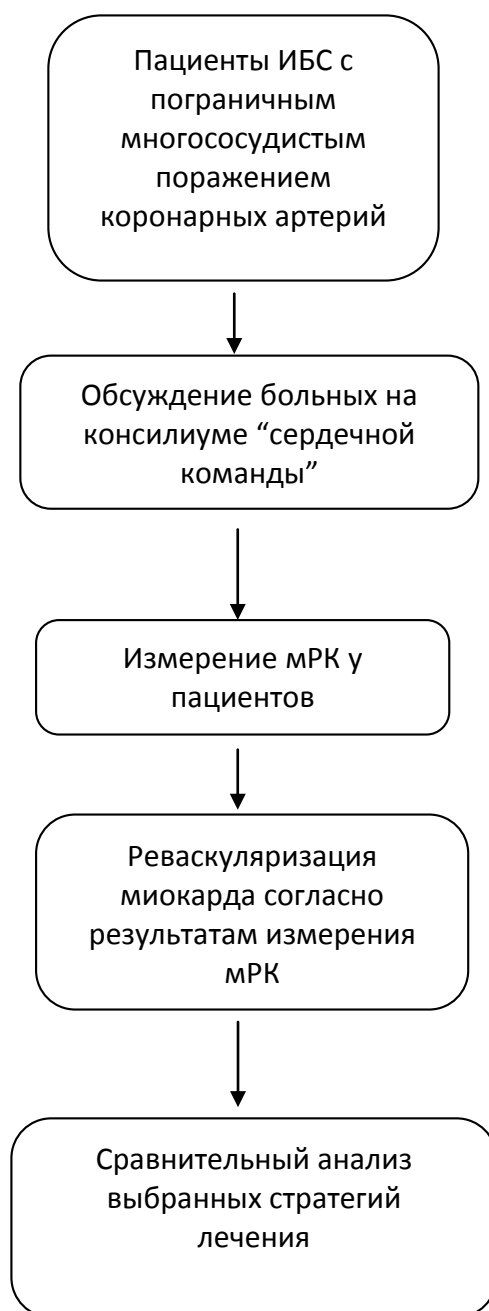 Пациенты ИБС с
пограничным
многососудистым
поражением
коронарных артерий
Обсуждение больных на
консилиуме “сердечной
команды”
Измерение мРК у
пациентов
Реваскуляризация
миокарда согласно
результатам измерения
мРК
Сравнительный анализ
выбранных стратегий
лечения